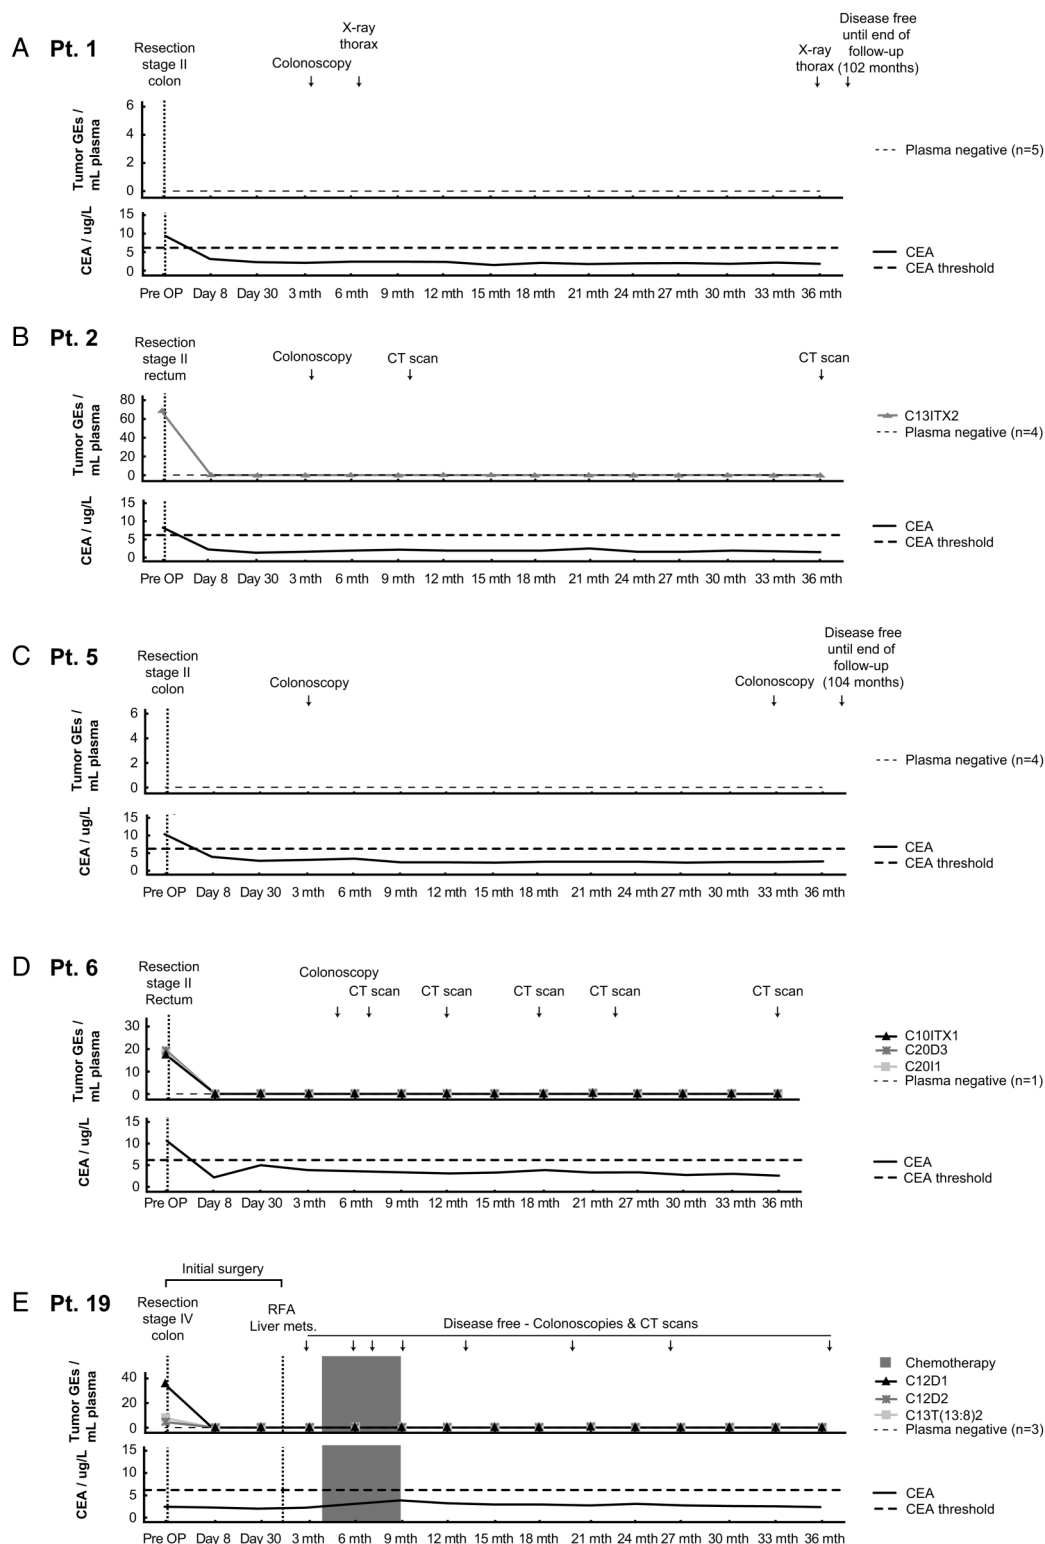 A Pt. 1
Resection
stage II
colon
Colonoscopy
X-ray
thorax
X-ray
thorax
Disease free
until end of
follow-up
(102 months)
Tumor GEs /
mL plasma
6
4
2
0
Plasma negative (n=5)
CEA / ug/L
15
10
5
0
CEA
CEA threshold
Pre OP Day 8 Day 30 3 mth 6 mth 9 mth 12 mth 15 mth 18 mth 21 mth 24 mth 27 mth 30 mth 33 mth 36 mth
B Pt. 2
Resection
stage II
rectum
Colonoscopy
CT scan
CT scan
Tumor GEs /
mL plasma
80
60
40
20
0
C13ITX2
Plasma negative (n=4)
CEA / ug/L
15
10
5
0
CEA
CEA threshold
Pre OP Day 8 Day 30 3 mth 6 mth 9 mth 12 mth 15 mth 18 mth 21 mth 24 mth 27 mth 30 mth 33 mth 36 mth
C Pt. 5
Resection
stage II
colon
Colonoscopy
Colonoscopy
Disease free
until end of
follow-up
(104 months)
Tumor GEs /
mL plasma
6
4
2
0
Plasma negative (n=4)
CEA / ug/L
15
10
5
0
CEA
CEA threshold
Pre OP Day 8 Day 30 3 mth 6 mth 9 mth 12 mth 15 mth 18 mth 21 mth 24 mth 27 mth 30 mth 33 mth 36 mth
D Pt. 6
Resection
stage II
Rectum
Colonoscopy
CT scan
CT scan
CT scan
CT scan
CT scan
Tumor GEs /
mL plasma
30
20
10
0
C10ITX1
C20D3
C20I1
Plasma negative (n=1)
CEA / ug/L
15
10
5
0
CEA
CEA threshold
Pre OP Day 8 Day 30 3 mth 6 mth 9 mth 12 mth 15 mth 18 mth 21 mth 24 mth 27 mth 30 mth 33 mth 36 mth
Initial surgery
E Pt. 19
Resection
stage IV
colon
RFA
Liver mets.
Disease free - Colonoscopies & CT scans
Tumor GEs /
mL plasma
40
20
0
Chemotherapy
C12D1
C12D2
C13T(13:8)2
Plasma negative (n=3)
CEA / ug/L
15
10
5
0
CEA
CEA threshold
Pre OP Day 8 Day 30 3 mth 6 mth 9 mth 12 mth 15 mth 18 mth 21 mth 24 mth 27 mth 30 mth 33 mth 36 mth